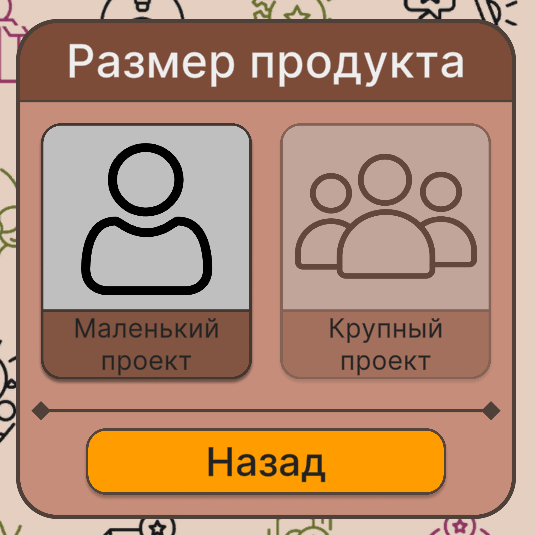 Размер продукта
Маленький
проект
Крупный
проект
Назад